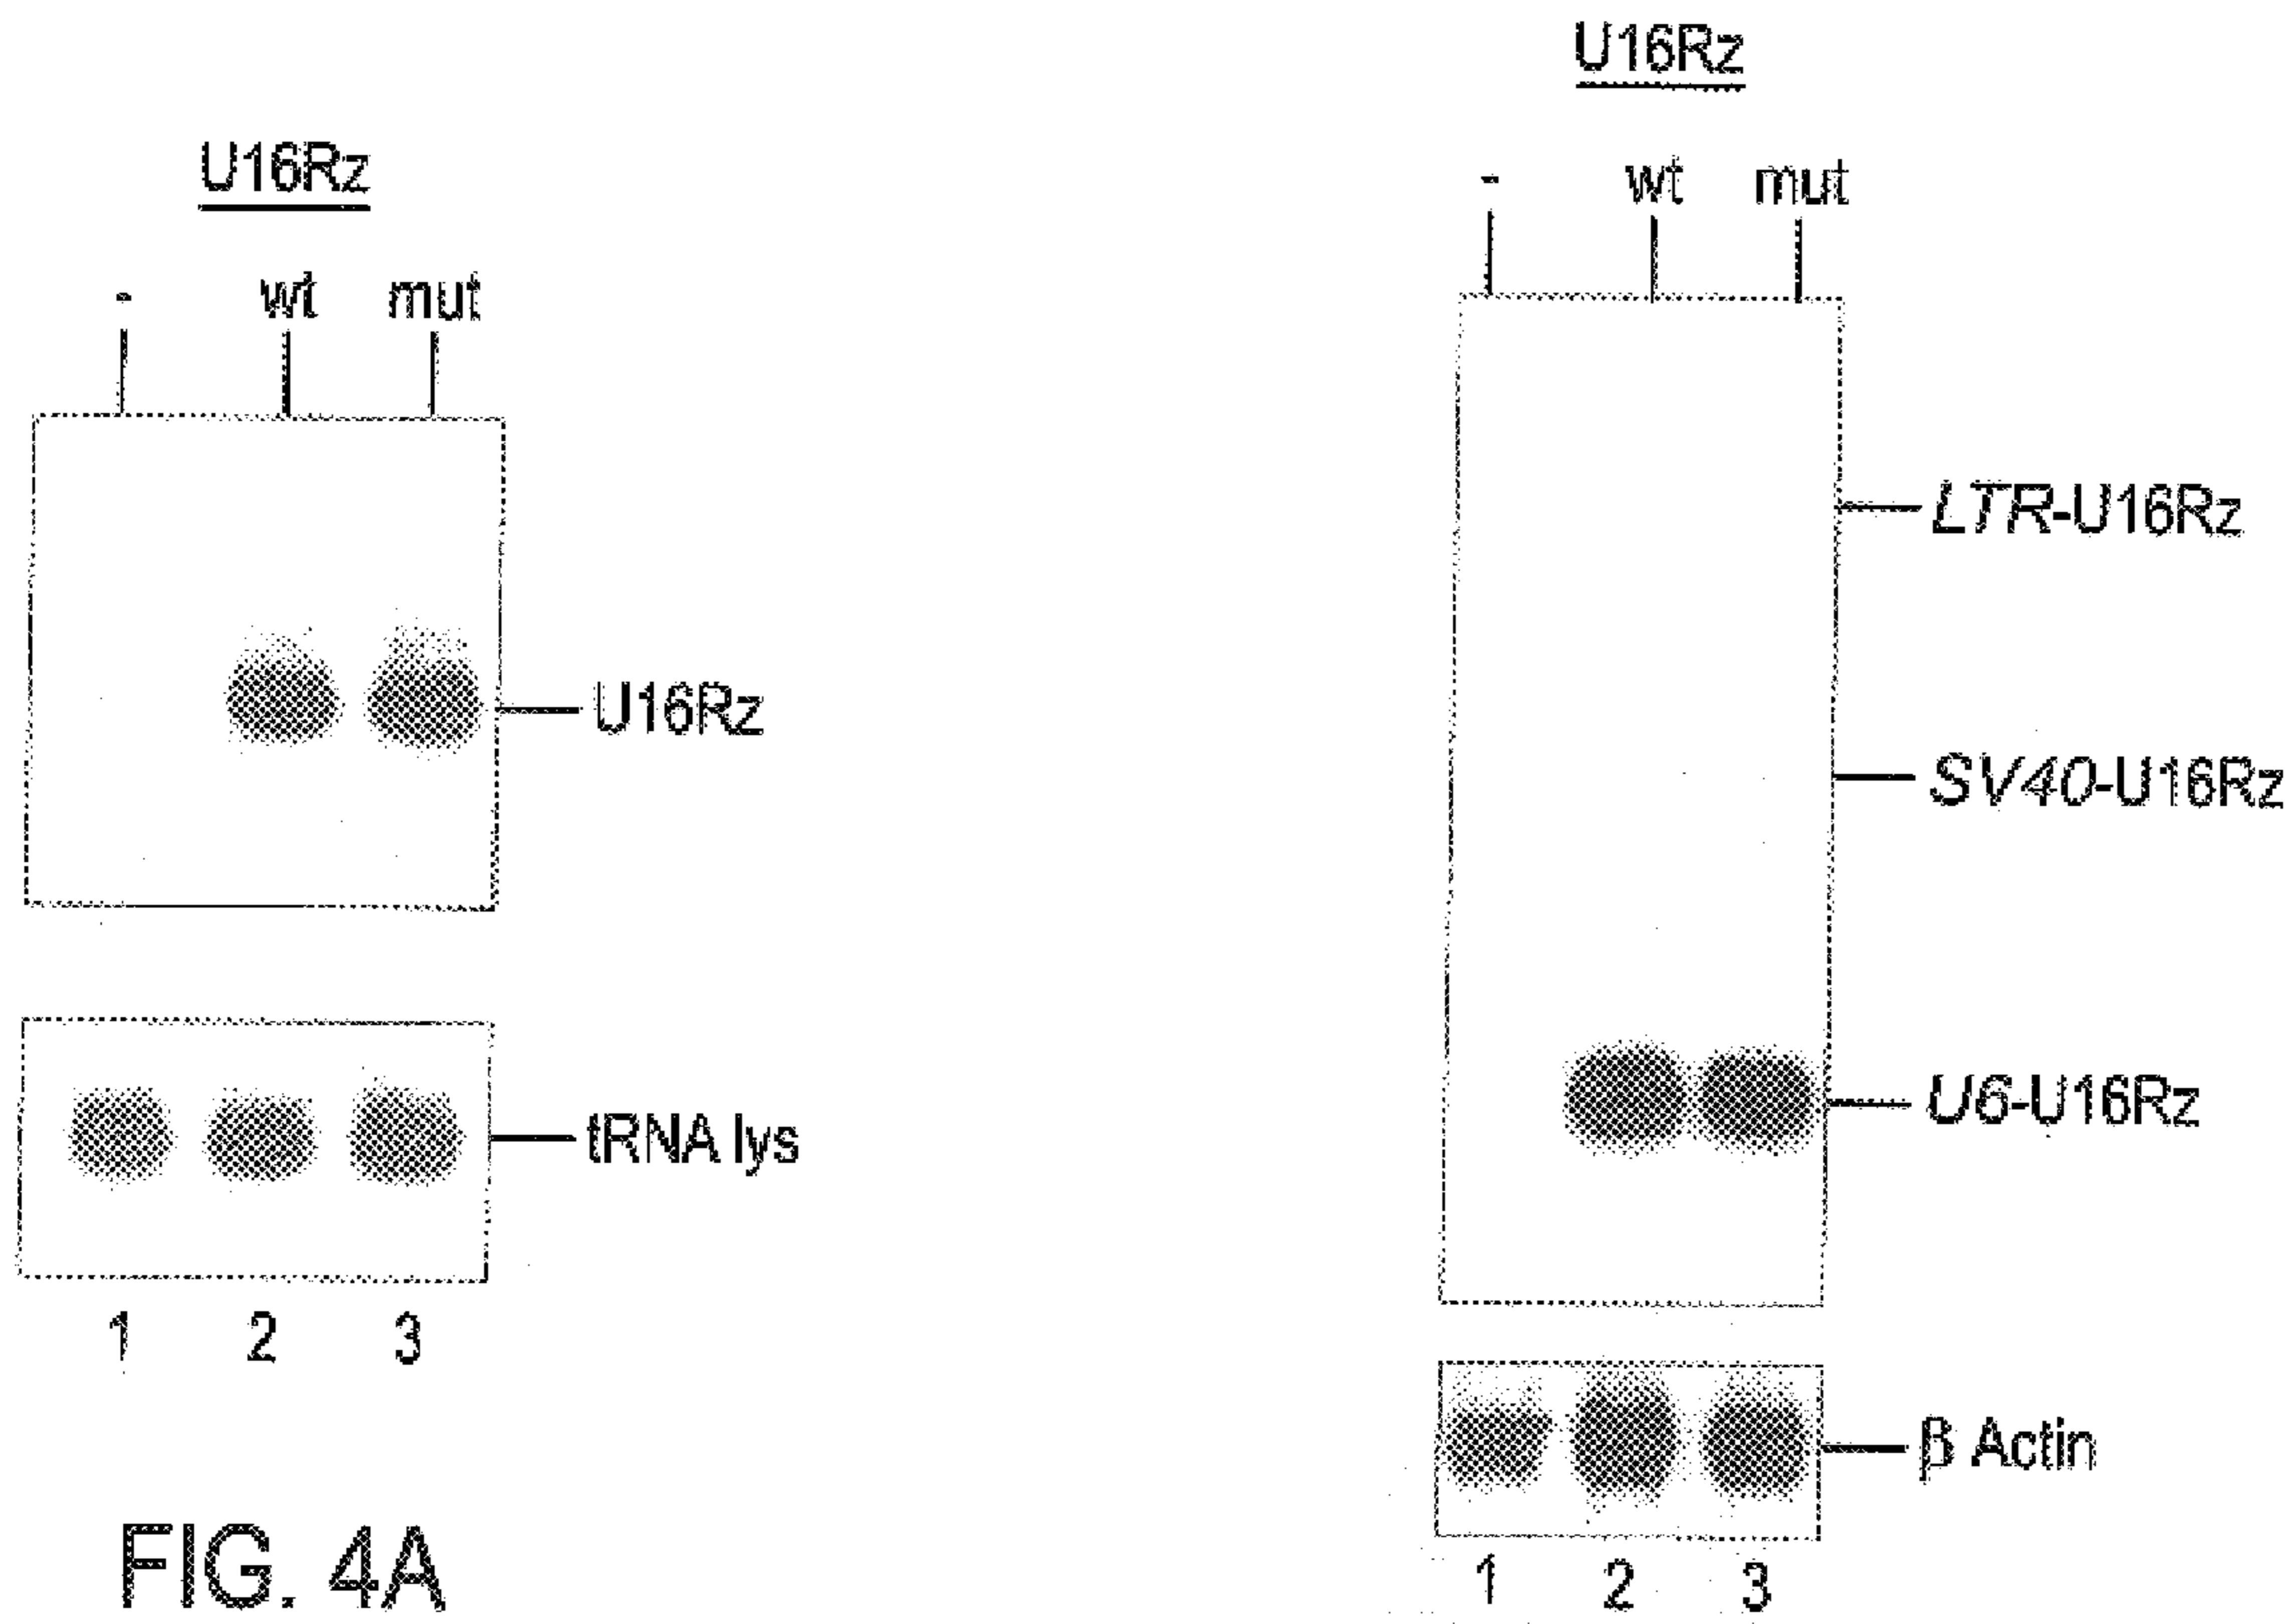 U16Rz
- wt mut
U16Rz
tRNA lys
1 2 3
FIG. 4A
U16Rz
- wt mut
LTR-U16Rz
SV40-U16Rz
U6-U16Rz
β Actin
1 2 3